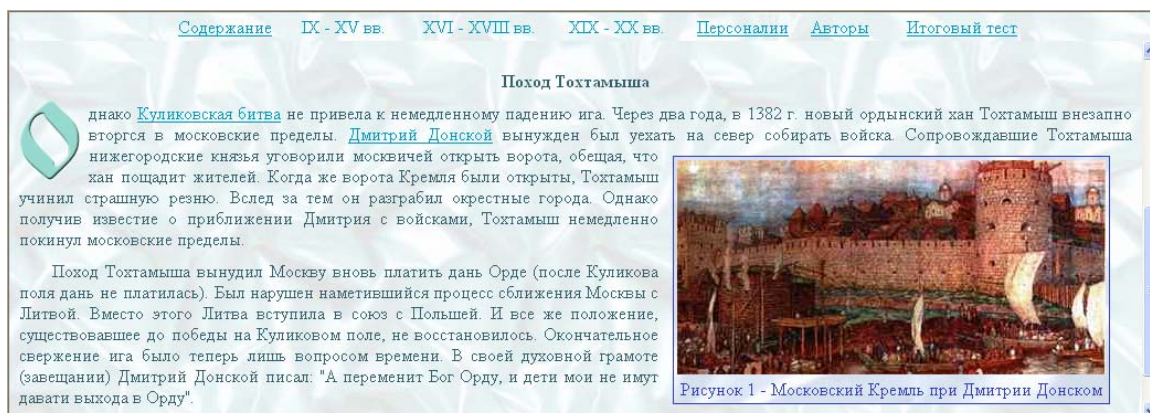 Содержание IX - XV вв. XVI - XVIII вв. XIX - XX вв. Персоналии Авторы Итоговый тест
Поход Тохтамыша
Однако Куликовская битва не привела к немедленному падению ига. Через два года, в 1382 г. новый ордынский хан Тохтамыш внезапно
вторгся в московские пределы. Дмитрий Донской вынужден был уехать на север собирать войска. Сопровождавшие Тохтамыша
нижегородские князья уговорили москвичей открыть ворота, обещая, что
хан пощадит жителей. Когда же ворота Кремля были открыты, Тохтамыш
учинил страшную резню. Вслед за тем он разграбил окрестные города. Однако
получив известие о приближении Дмитрия с войсками, Тохтамыш немедленно
покинул московские пределы.
Поход Тохтамыша вынудил Москву вновь платить дань Орде (после Куликова
поля дань не платилась). Был нарушен наметившийся процесс сближения Москвы с
Литвой. Вместо этого Литва вступила в союз с Польшей. И все же положение,
существовавшее до победы на Куликовом поле, не восстановилось. Окончательное
свержение ига было теперь лишь вопросом времени. В своей духовной грамоте
(завещании) Дмитрий Донской писал: "А переменит Бог Орду, и дети мои не имут
давати выхода в Орду".
Рисунок 1 - Московский Кремль при Дмитрии Донском